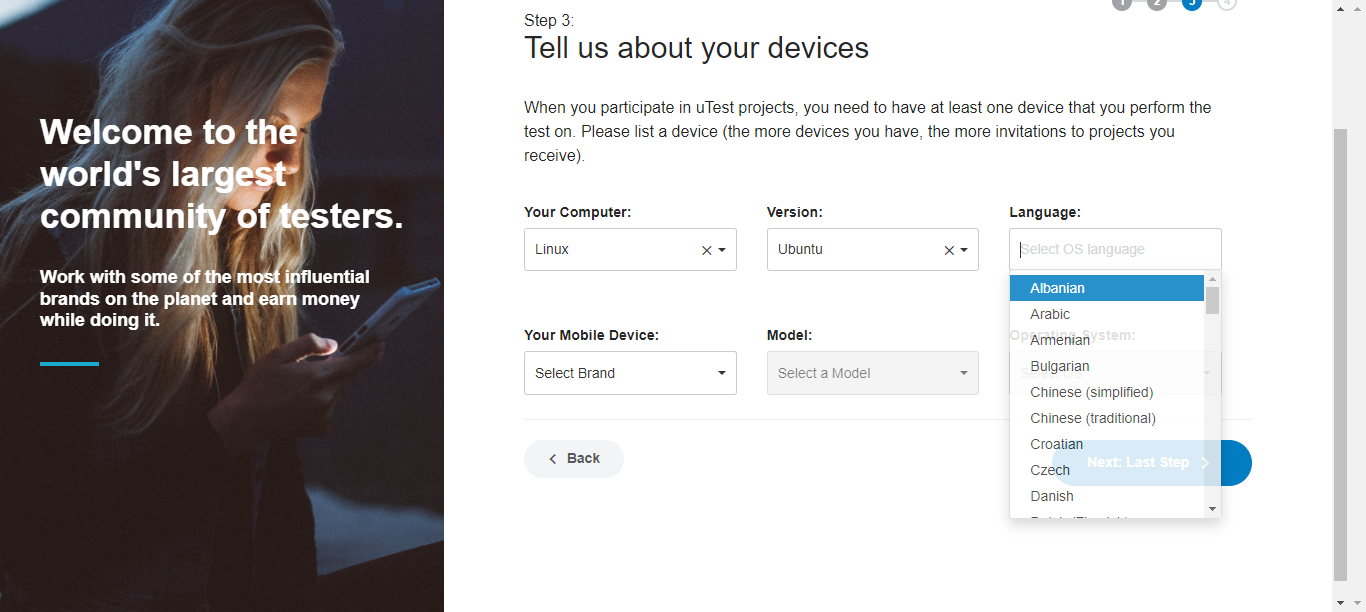 Welcome to the
world's largest
community of testers.
Work with some of the most influential
brands on the planet and earn money
while doing it.
1 2 3 4
Step 3:
Tell us about your devices
When you participate in uTest projects, you need to have at least one device that you perform the
test on. Please list a device (the more devices you have, the more invitations to projects you
receive).
Your Computer: Version: Language:
Linux Ubuntu Select OS language
Albanian
Arabic
Armenian
Bulgarian
Chinese (simplified)
Chinese (traditional)
Croatian
Czech
Danish
Your Mobile Device: Model: Operating System:
Select Brand Select a Model
Back Next: Last Step